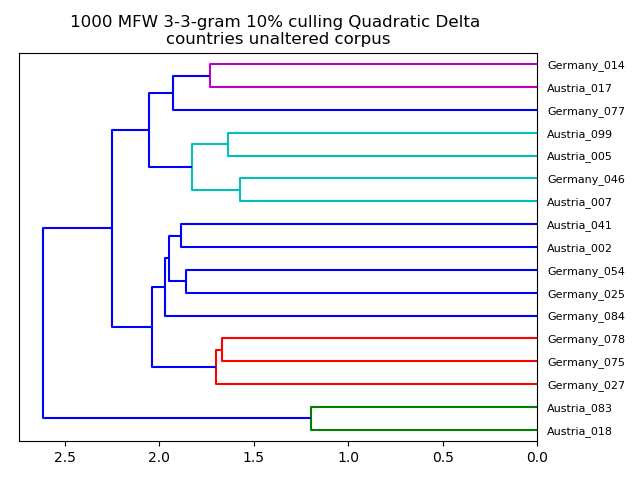 1000 MFW 3-3-gram 10% culling Quadratic Delta
countries unaltered corpus
Germany_014
Austria_017
Germany_077
Austria_099
Austria_005
Germany_046
Austria_007
Austria_041
Austria_002
Germany_054
Germany_025
Germany_084
Germany_078
Germany_075
Germany_027
Austria_083
Austria_018
2.5 2.0 1.5 1.0 0.5 0.0